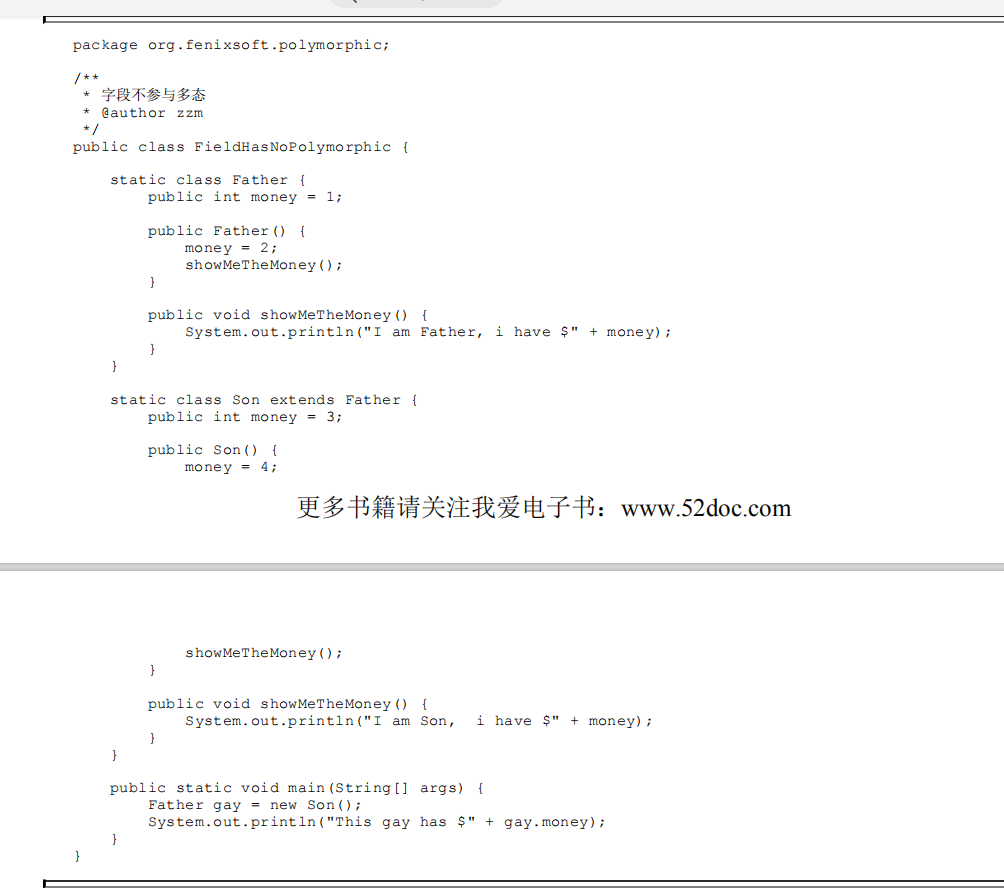 package org.fenixsoft.polymorphic;
/**
 * 字段不参与多态
 * @author zzm
 */
public class FieldHasNoPolymorphic {
    static class Father {
        public int money = 1;
        public Father() {
            money = 2;
            showMeTheMoney();
        }
        public void showMeTheMoney() {
            System.out.println("I am Father, i have $" + money);
        }
    }
    static class Son extends Father {
        public int money = 3;
        public Son() {
            money = 4;
更多书籍请关注我爱电子书：www.52doc.com
            showMeTheMoney();
        }
        public void showMeTheMoney() {
            System.out.println("I am Son,  i have $" + money);
        }
    }
    public static void main(String[] args) {
        Father gay = new Son();
        System.out.println("This gay has $" + gay.money);
    }
}